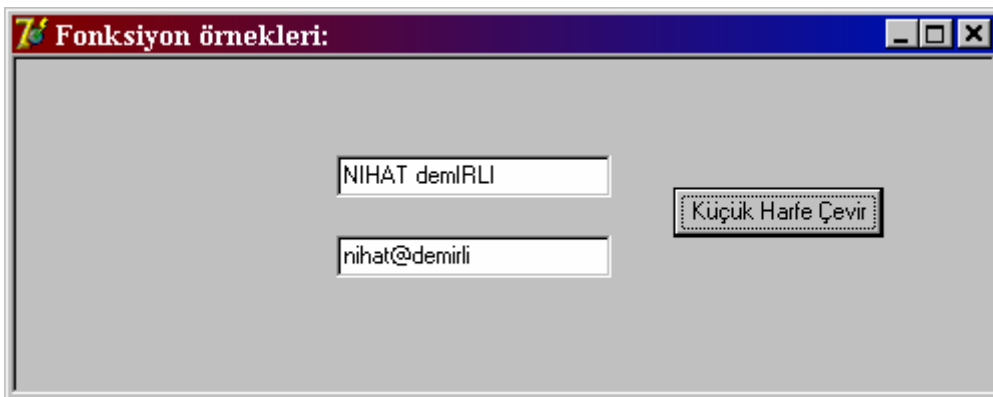 Fonksiyon örnekleri:
NIHAT demIRLI
Küçük Harfe Çevir
nihat@demirli